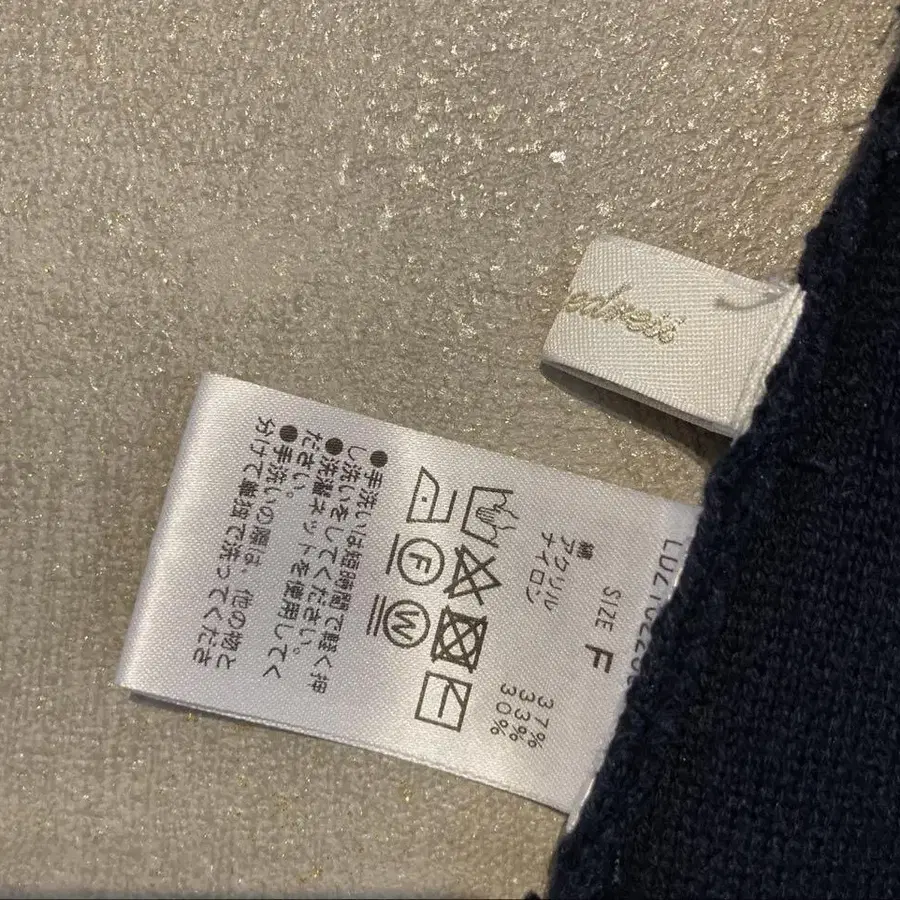 SIZE F
綿 37%
アクリル 33%
ナイロン 30%
F W
●手洗いは短時間で軽く押
し洗いをしてください。
●洗濯ネットを使用してく
ださい。
●手洗いの際は、他の物と
分けて単独で洗ってくださ